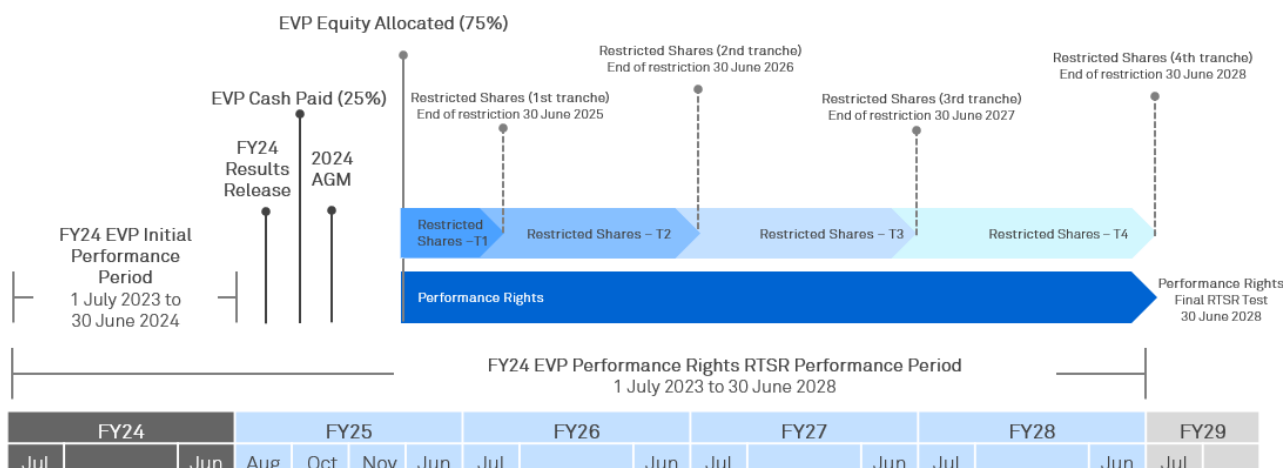 EVP Equity Allocated (75%)
Restricted Shares (2nd tranche)
End of restriction 30 June 2026
Restricted Shares (4th tranche)
End of restriction 30 June 2028
EVP Cash Paid (25%)
Restricted Shares (1st tranche)
End of restriction 30 June 2025
Restricted Shares (3rd tranche)
End of restriction 30 June 2027
FY24
Results
Release
2024
AGM
FY24 EVP Initial
Performance
Period
1 July 2023 to
30 June 2024
Restricted
Shares –T1
Restricted Shares – T2
Restricted Shares – T3
Restricted Shares – T4
Performance Rights
Performance Rights
Final RTSR Test
30 June 2028
FY24 EVP Performance Rights RTSR Performance Period
1 July 2023 to 30 June 2028
FY24 FY25 FY26 FY27 FY28 FY29
Jul Jun Aug Oct Nov Jun Jul Jun Jul Jun Jul Jun Jul